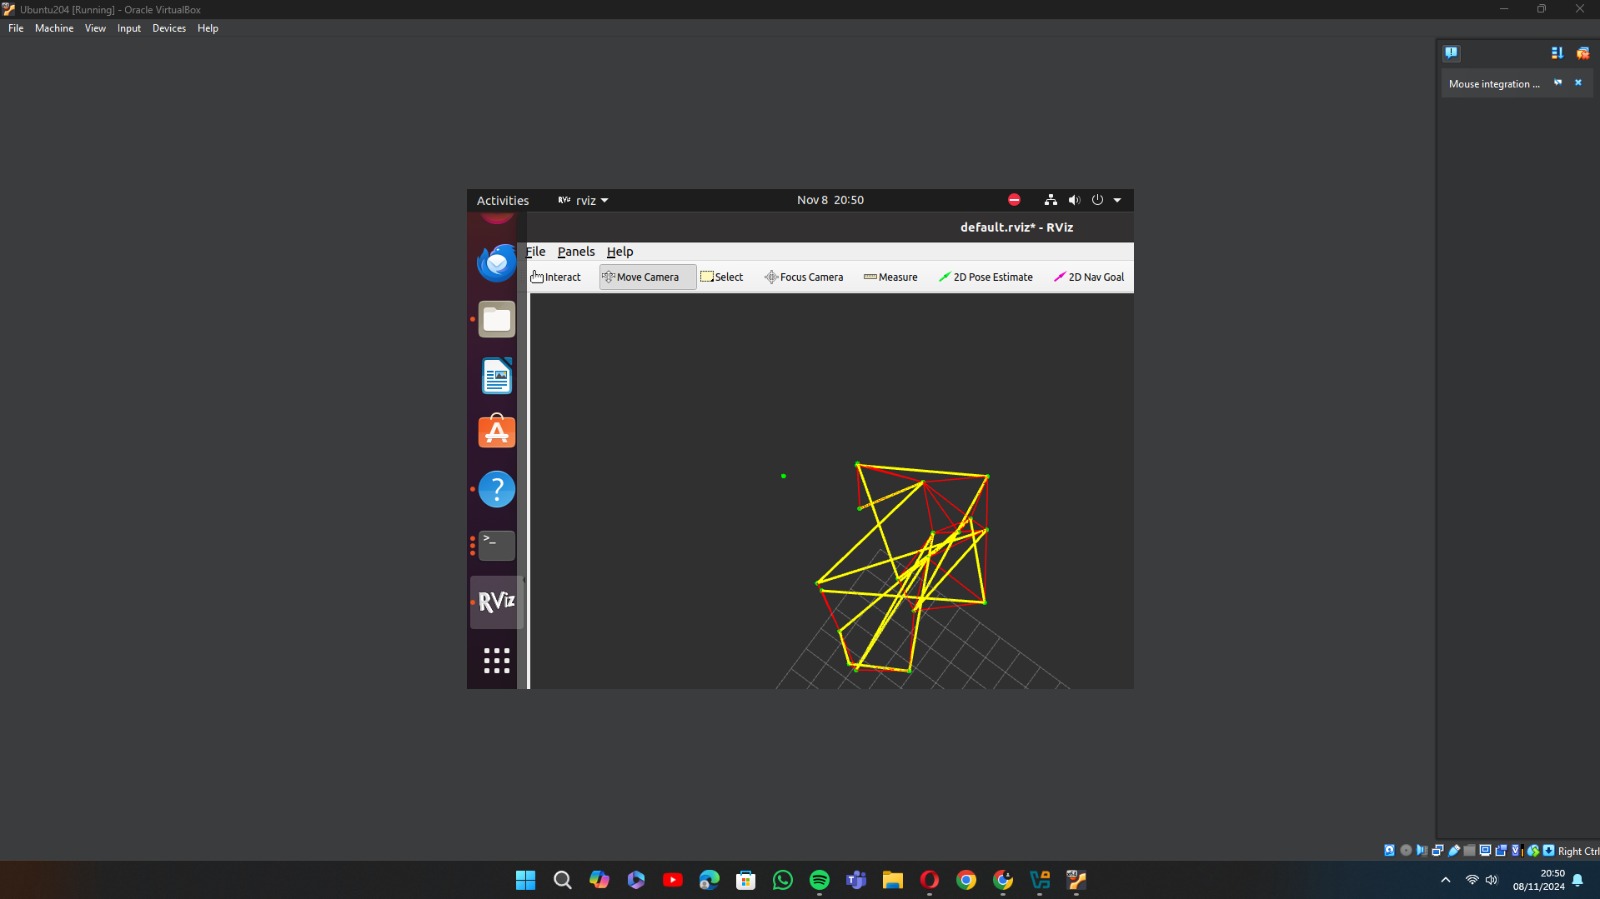 Ubuntu204 [Running] - Oracle VirtualBox
File Machine View Input Devices Help
Mouse integration ...
Activities RViz rviz Nov 8 20:50
default.rviz* - RViz
File Panels Help
Interact Move Camera Select Focus Camera Measure 2D Pose Estimate 2D Nav Goal
?
>_
RViz
Right Ctrl
20:50
08/11/2024